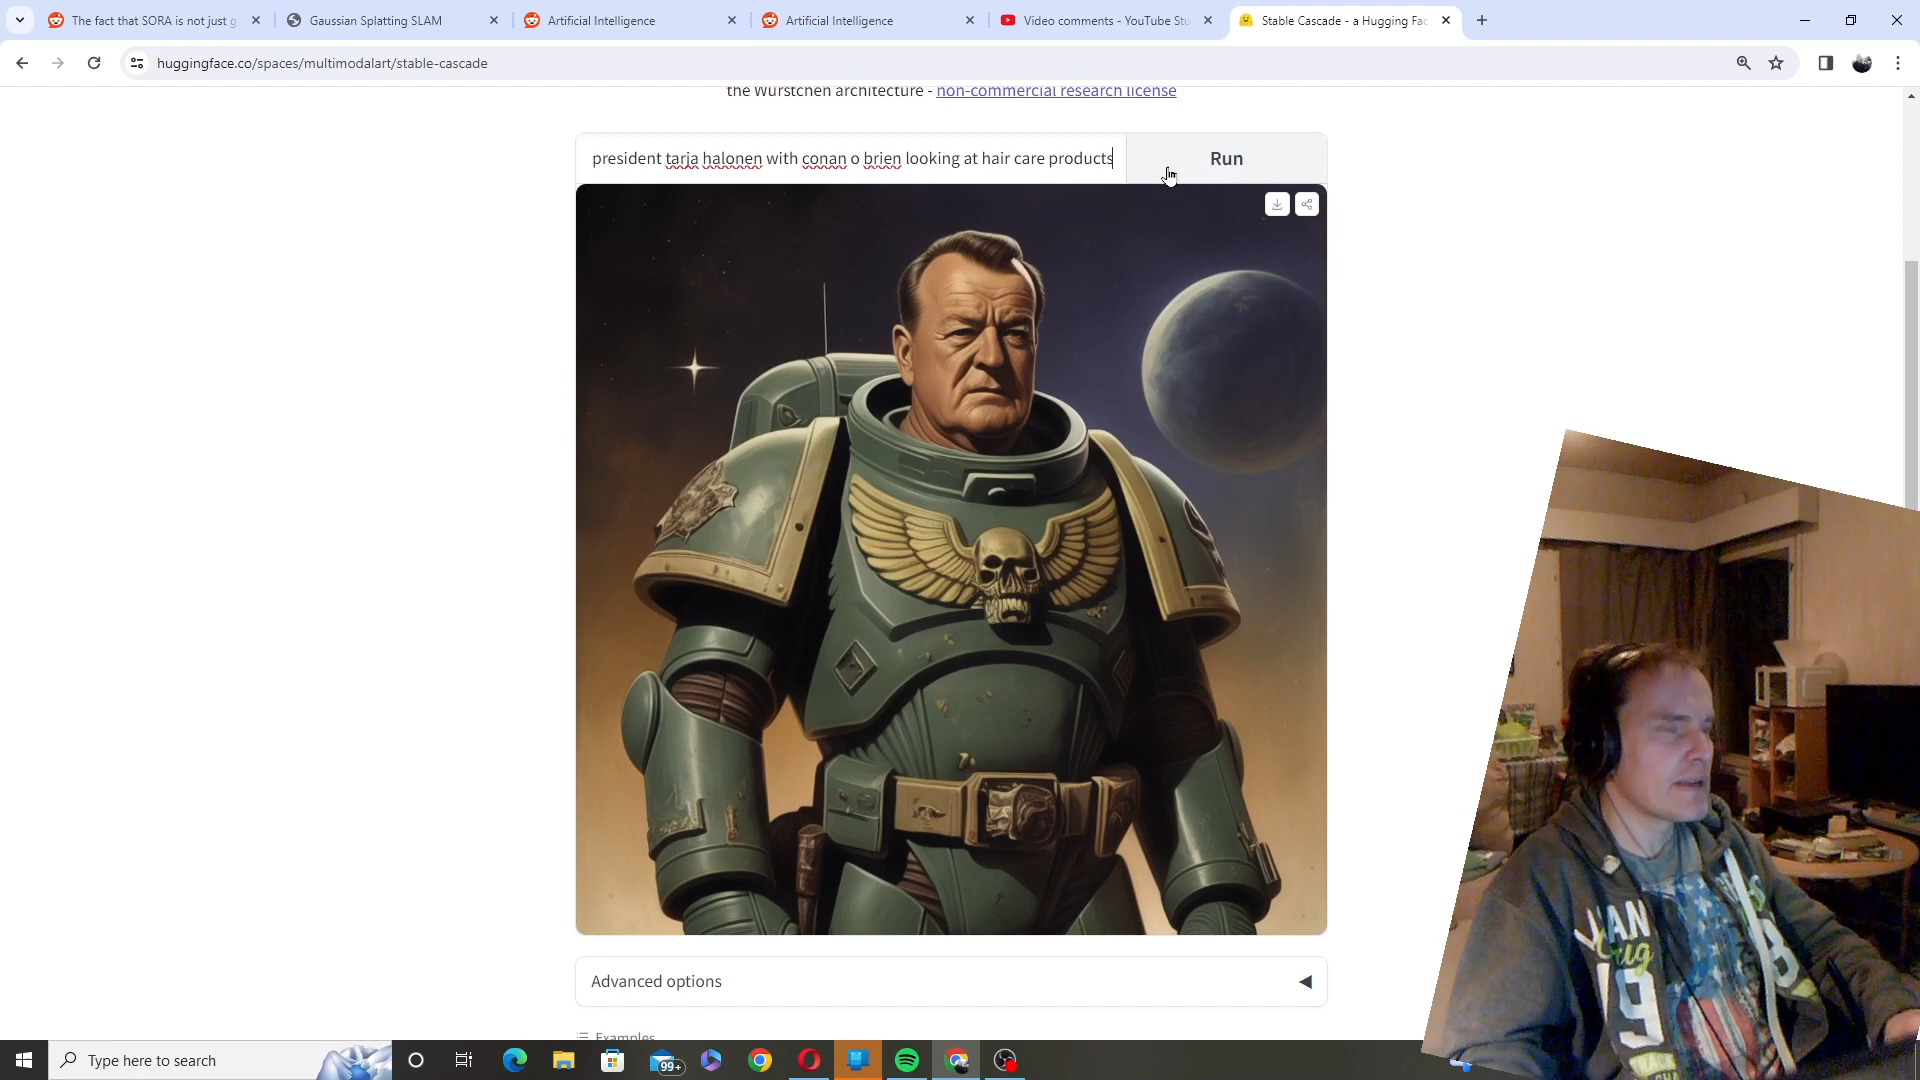 The fact that SORA is not just g
Gaussian Splatting SLAM
Artificial Intelligence
Artificial Intelligence
Video comments - YouTube Stu
Stable Cascade - a Hugging Fac
huggingface.co/spaces/multimodalart/stable-cascade
the Würstchen architecture - non-commercial research license
president tarja halonen with conan o brien looking at hair care products
Run
Advanced options
Examples
Type here to search
99+
9